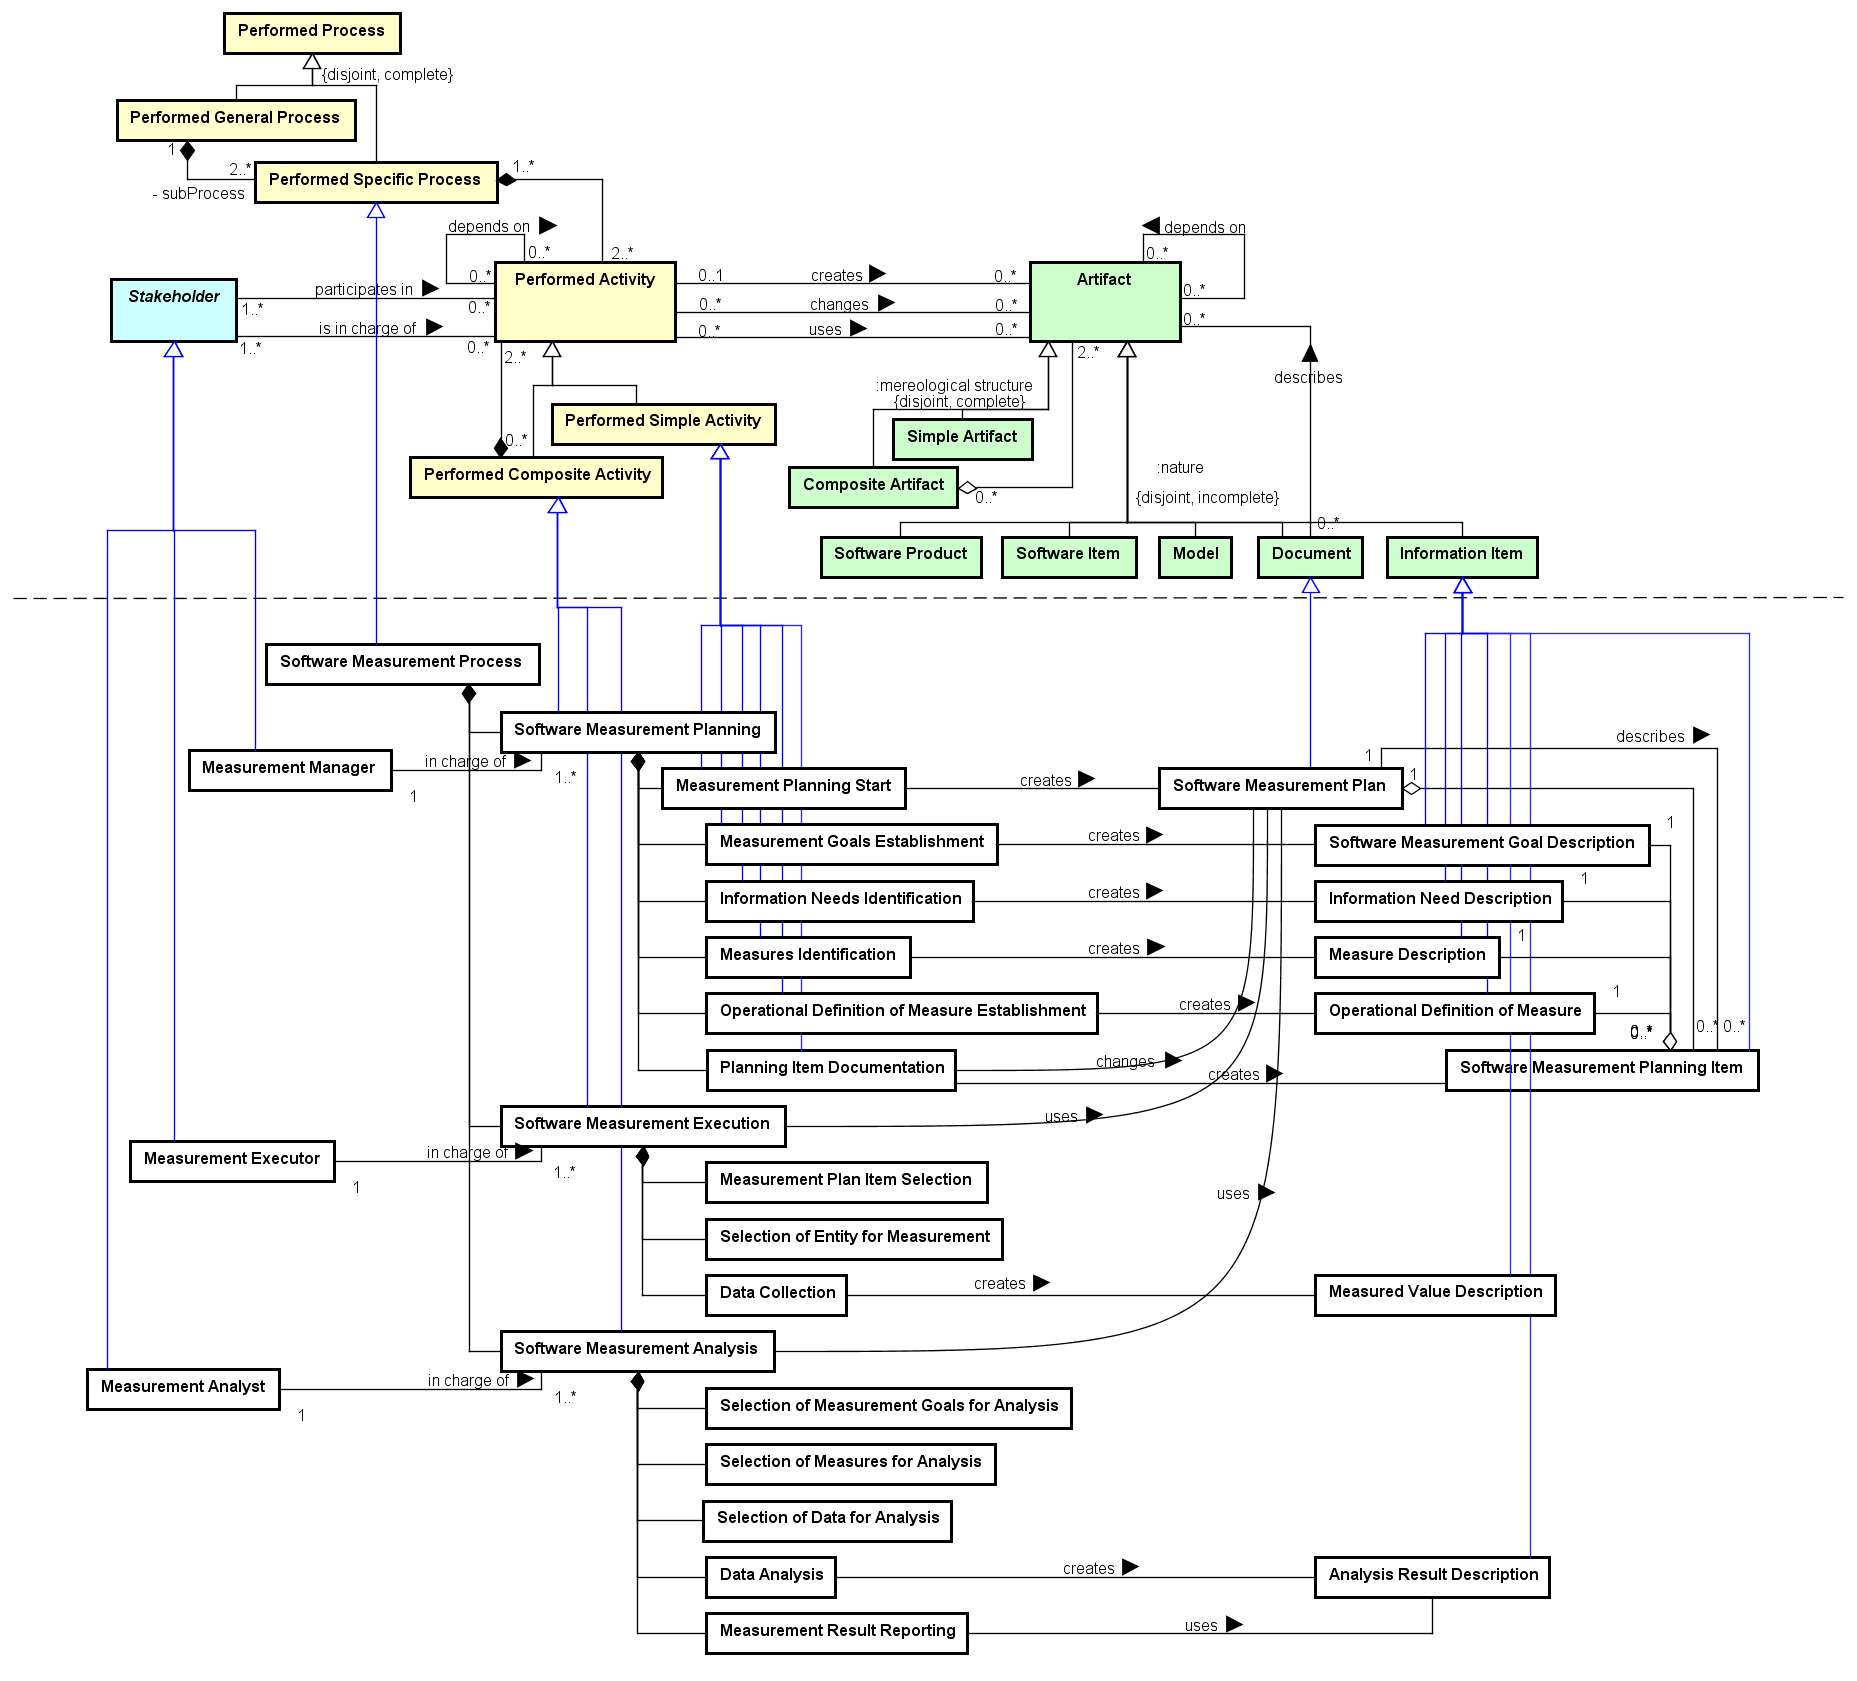 Performed Process
{disjoint, complete}
Performed General Process
1
2..*
- subProcess
Performed Specific Process
1..*
depends on
0..*
2..*
0..*
Stakeholder
participates in
1..*
0..*
is in charge of
1..*
0..*
Performed Activity
0..1
creates
0..*
0..*
changes
0..*
0..*
uses
0..*
Artifact
depends on
0..*
0..*
0..*
describes
2..*
0..*
Performed Simple Activity
Performed Composite Activity
:mereological structure
{disjoint, complete}
2..*
Simple Artifact
Composite Artifact
0..*
:nature
{disjoint, incomplete}
0..*
Software Product
Software Item
Model
Document
Information Item
Software Measurement Process
Software Measurement Planning
Measurement Manager
in charge of
1..*
1
Measurement Planning Start
creates
Software Measurement Plan
1
describes
1
Measurement Goals Establishment
creates
Software Measurement Goal Description
1
Information Needs Identification
creates
Information Need Description
1
Measures Identification
creates
Measure Description
1
Operational Definition of Measure Establishment
creates
Operational Definition of Measure
1
0..*
0..*
0..*
Planning Item Documentation
changes
creates
Software Measurement Planning Item
Software Measurement Execution
uses
Measurement Executor
in charge of
1..*
1
Measurement Plan Item Selection
uses
Selection of Entity for Measurement
Data Collection
creates
Measured Value Description
Software Measurement Analysis
Measurement Analyst
in charge of
1..*
1
Selection of Measurement Goals for Analysis
Selection of Measures for Analysis
Selection of Data for Analysis
Data Analysis
creates
Analysis Result Description
Measurement Result Reporting
uses